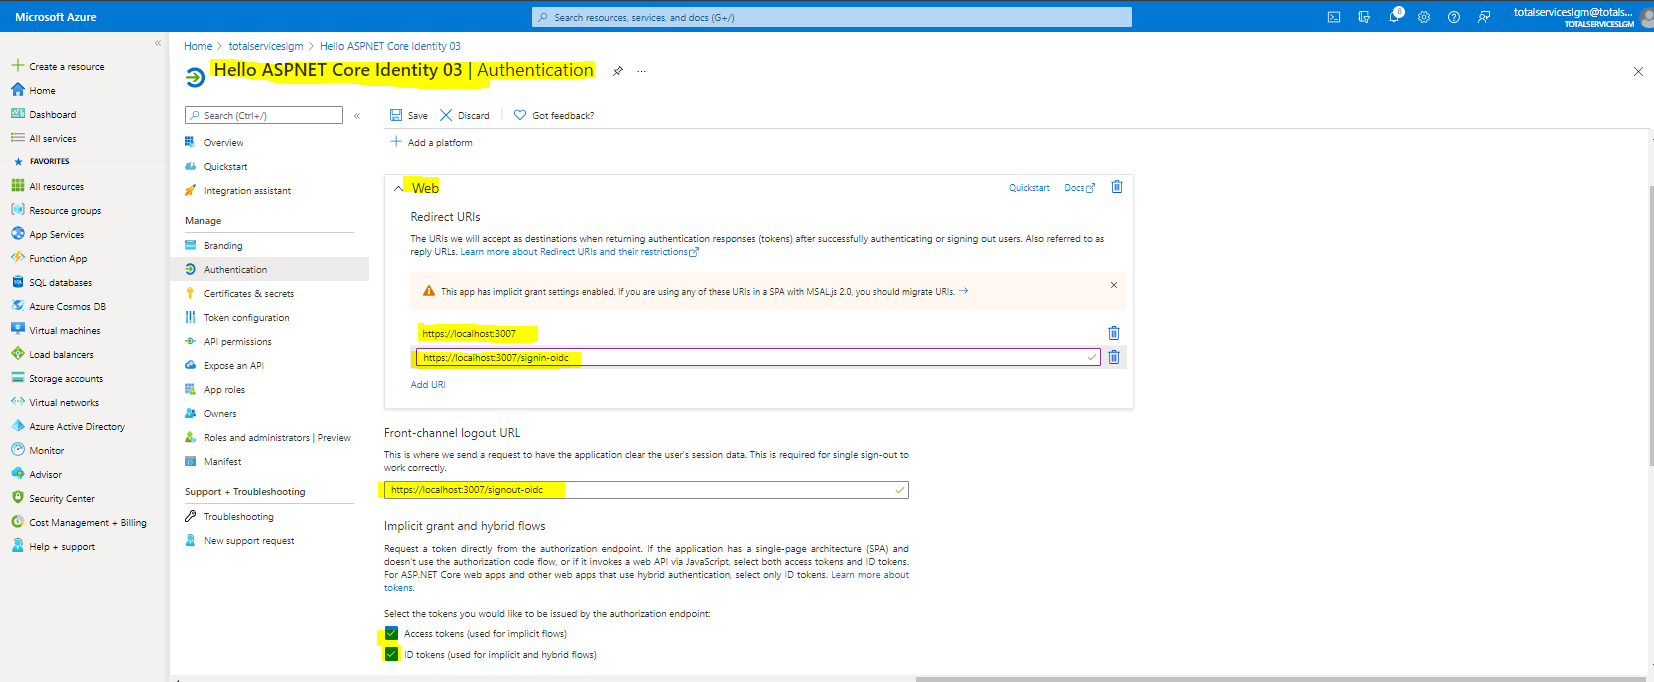 Microsoft Azure
Search resources, services, and docs (G+/)
8
totalserviceslgm@totals...
TOTALSERVICESLGM
Create a resource
Home
Dashboard
All services
FAVORITES
All resources
Resource groups
App Services
Function App
SQL databases
Azure Cosmos DB
Virtual machines
Load balancers
Storage accounts
Virtual networks
Azure Active Directory
Monitor
Advisor
Security Center
Cost Management + Billing
Help + support
Home > totalserviceslgm > Hello ASPNET Core Identity 03
Hello ASPNET Core Identity 03 | Authentication
Search (Ctrl+/)
Overview
Quickstart
Integration assistant
Manage
Branding
Authentication
Certificates & secrets
Token configuration
API permissions
Expose an API
App roles
Owners
Roles and administrators | Preview
Manifest
Support + Troubleshooting
Troubleshooting
New support request
Save
Discard
Got feedback?
Add a platform
Web
Quickstart
Docs
Redirect URIs
The URIs we will accept as destinations when returning authentication responses (tokens) after successfully authenticating or signing out users. Also referred to as
reply URLs. Learn more about Redirect URIs and their restrictions
This app has implicit grant settings enabled. If you are using any of these URIs in a SPA with MSAL.js 2.0, you should migrate URIs.
https://localhost:3007
https://localhost:3007/signin-oidc
Add URI
Front-channel logout URL
This is where we send a request to have the application clear the user's session data. This is required for single sign-out to
work correctly.
https://localhost:3007/signout-oidc
Implicit grant and hybrid flows
Request a token directly from the authorization endpoint. If the application has a single-page architecture (SPA) and
doesn't use the authorization code flow, or if it invokes a web API via JavaScript, select both access tokens and ID tokens.
For ASP.NET Core web apps and other web apps that use hybrid authentication, select only ID tokens. Learn more about
tokens.
Select the tokens you would like to be issued by the authorization endpoint:
Access tokens (used for implicit flows)
ID tokens (used for implicit and hybrid flows)